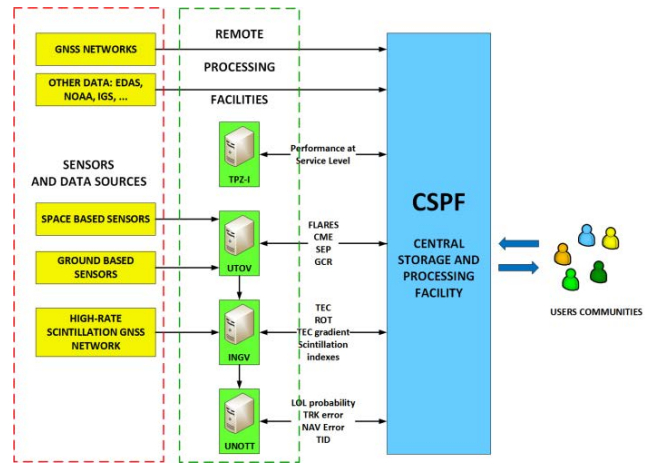 REMOTE
PROCESSING
FACILITIES
GNSS NETWORKS
OTHER DATA: EDAS,
NOAA, IGS, ...
SENSORS
AND DATA SOURCES
SPACE BASED SENSORS
GROUND BASED
SENSORS
HIGH-RATE
SCINTILLATION GNSS
NETWORK
TPZ-I
UTOV
INGV
UNOTT
Performance at
Service Level
FLARES
CME
SEP
GCR
TEC
ROT
TEC gradient
Scintillation
indexes
LOL probability
TRK error
NAV Error
TID
CSPF
CENTRAL
STORAGE AND
PROCESSING
FACILITY
USERS COMMUNITIES